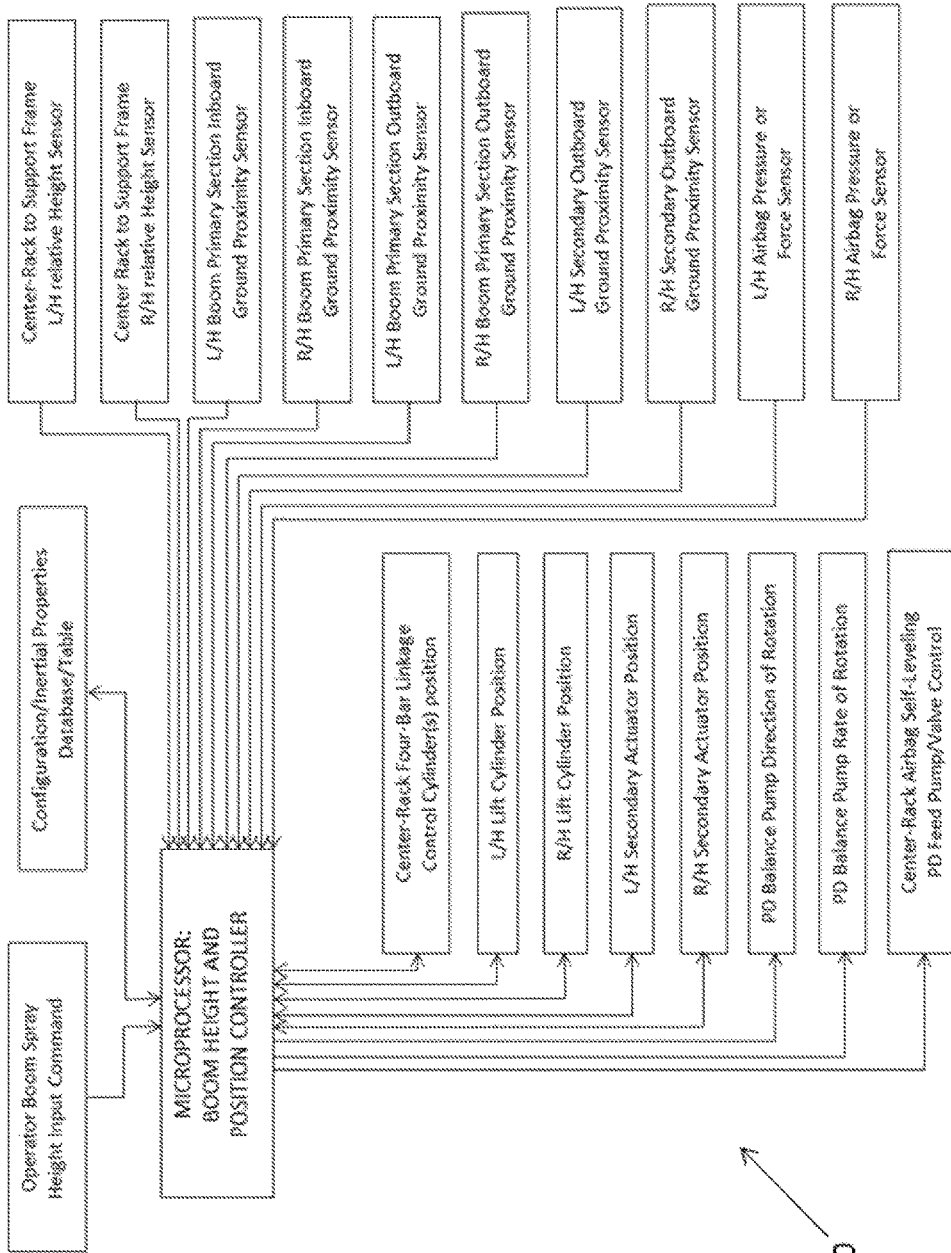 Operator Boom Spray
Height Input Command
Configuration/Inertial Properties
Database/Table
MICROPROCESSOR:
BOOM HEIGHT AND
POSITION CONTROLLER
Center-Rack to Support Frame
L/H relative Height Sensor
Center Rack to Support Frame
R/H relative Height Sensor
L/H Boom Primary Section Inboard
Ground Proximity Sensor
R/H Boom Primary Section Inboard
Ground Proximity Sensor
L/H Boom Primary Section Outboard
Ground Proximity Sensor
R/H Boom Primary Section Outboard
Ground Proximity Sensor
L/H Secondary Outboard
Ground Proximity Sensor
R/H Secondary Outboard
Ground Proximity Sensor
L/H Airbag Pressure or
Force Sensor
R/H Airbag Pressure or
Force Sensor
Center-Rack Four-Bar Linkage
Control Cylinder(s) position
L/H Lift Cylinder Position
R/H Lift Cylinder Position
L/H Secondary Actuator Position
R/H Secondary Actuator Position
PD Balance Pump Direction of Rotation
PD Balance Pump Rate of Rotation
Center-Rack Airbag Self-Leveling
PD Feed Pump/Valve Control